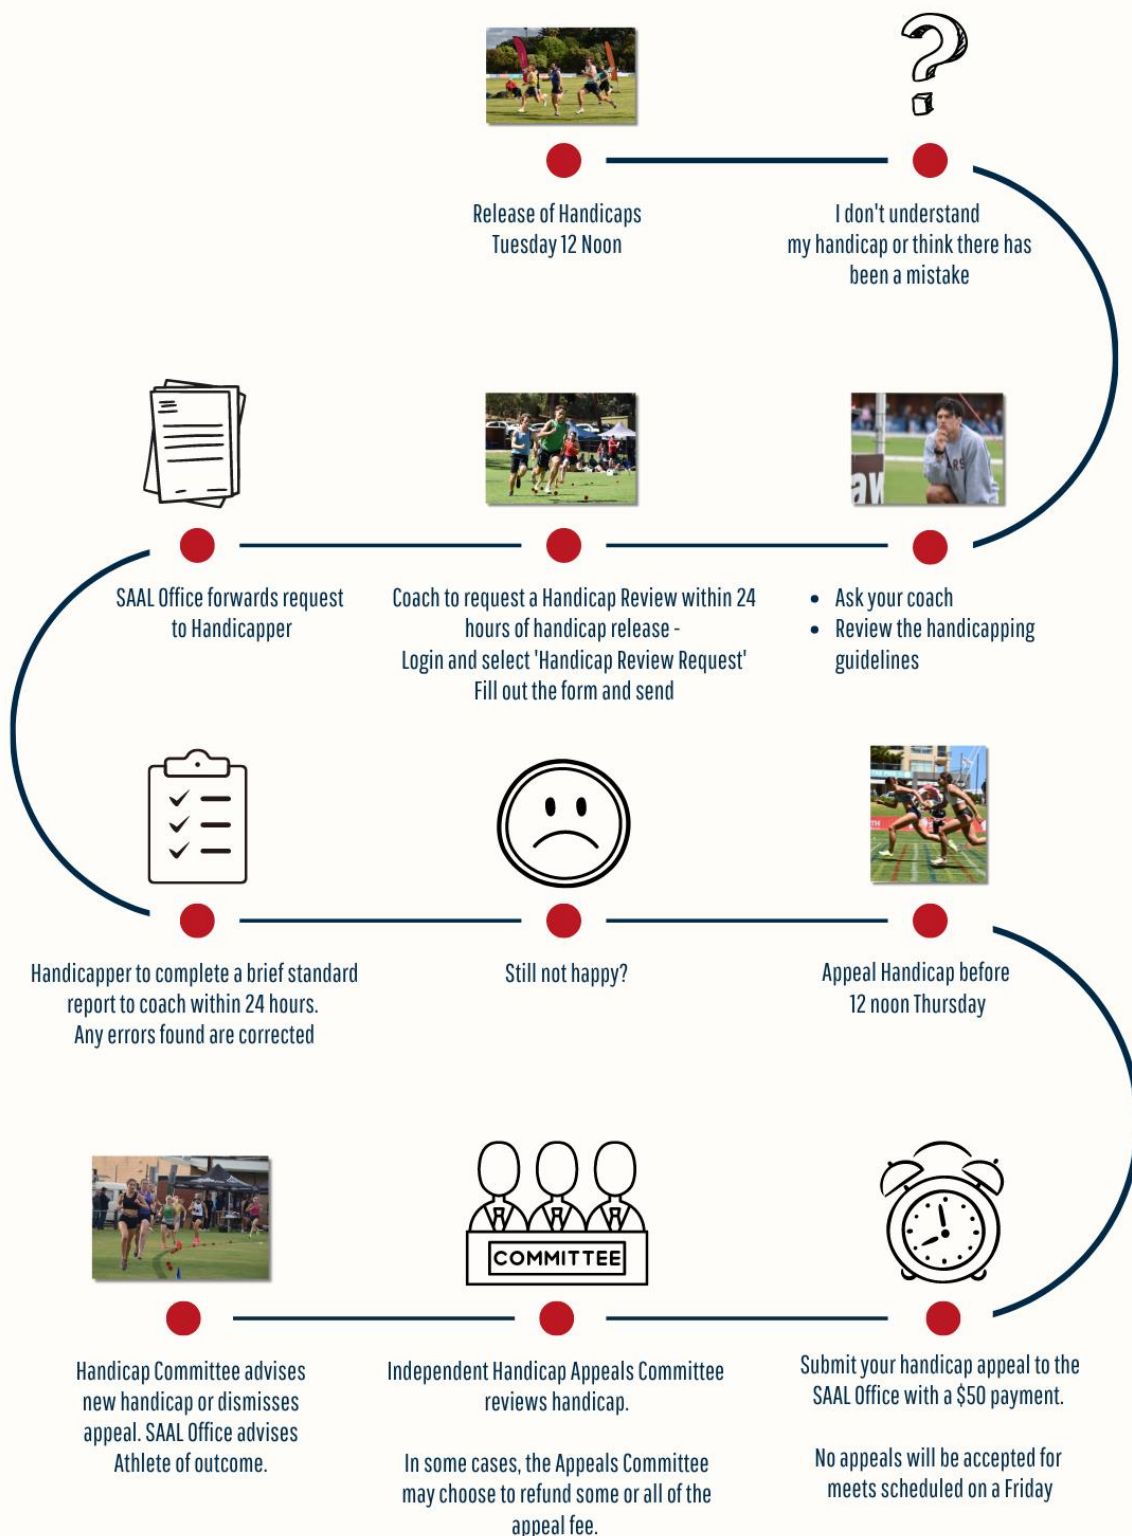 Release of Handicaps
Tuesday 12 Noon
I don't understand
my handicap or think there has
been a mistake
Ask your coach
Review the handicapping
guidelines
Coach to request a Handicap Review within 24
hours of handicap release -
Login and select 'Handicap Review Request'
Fill out the form and send
SAAL Office forwards request
to Handicapper
Handicapper to complete a brief standard
report to coach within 24 hours.
Any errors found are corrected
Still not happy?
Appeal Handicap before
12 noon Thursday
Submit your handicap appeal to the
SAAL Office with a $50 payment.
No appeals will be accepted for
meets scheduled on a Friday
COMMITTEE
Independent Handicap Appeals Committee
reviews handicap.
In some cases, the Appeals Committee
may choose to refund some or all of the
appeal fee.
Handicap Committee advises
new handicap or dismisses
appeal. SAAL Office advises
Athlete of outcome.